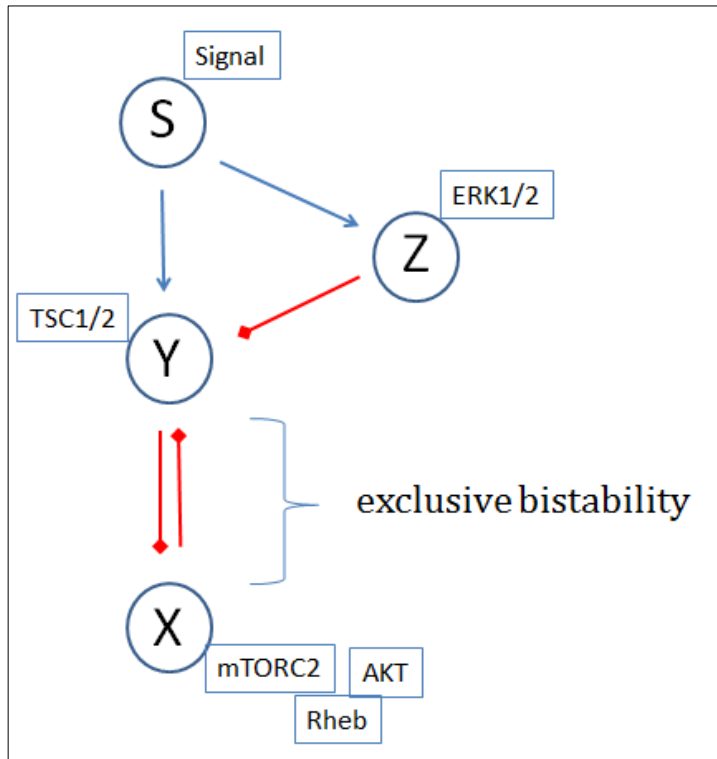 Signal
S
ERK1/2
Z
TSC1/2
Y
exclusive bistability
X
mTORC2
AKT
Rheb